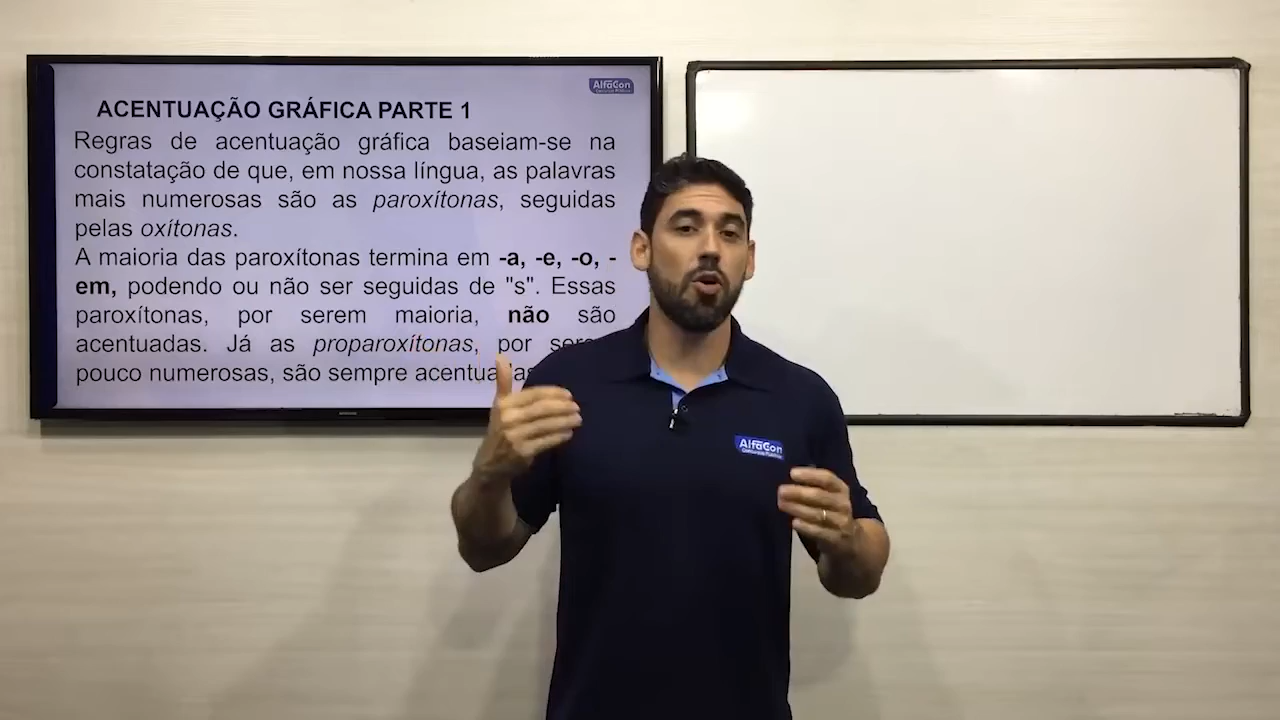 AlfaCon
ACENTUAÇÃO GRÁFICA PARTE 1
Regras de acentuação gráfica baseiam-se na
constatação de que, em nossa língua, as palavras
mais numerosas são as paroxítonas, seguidas
pelas oxítonas.
A maioria das paroxítonas termina em -a, -e, -o, -
em, podendo ou não ser seguidas de "s". Essas
paroxítonas, por serem maioria, não são
acentuadas. Já as proparoxítonas, por
pouco numerosas, são sempre
AlfaCon
Concursos Públicos